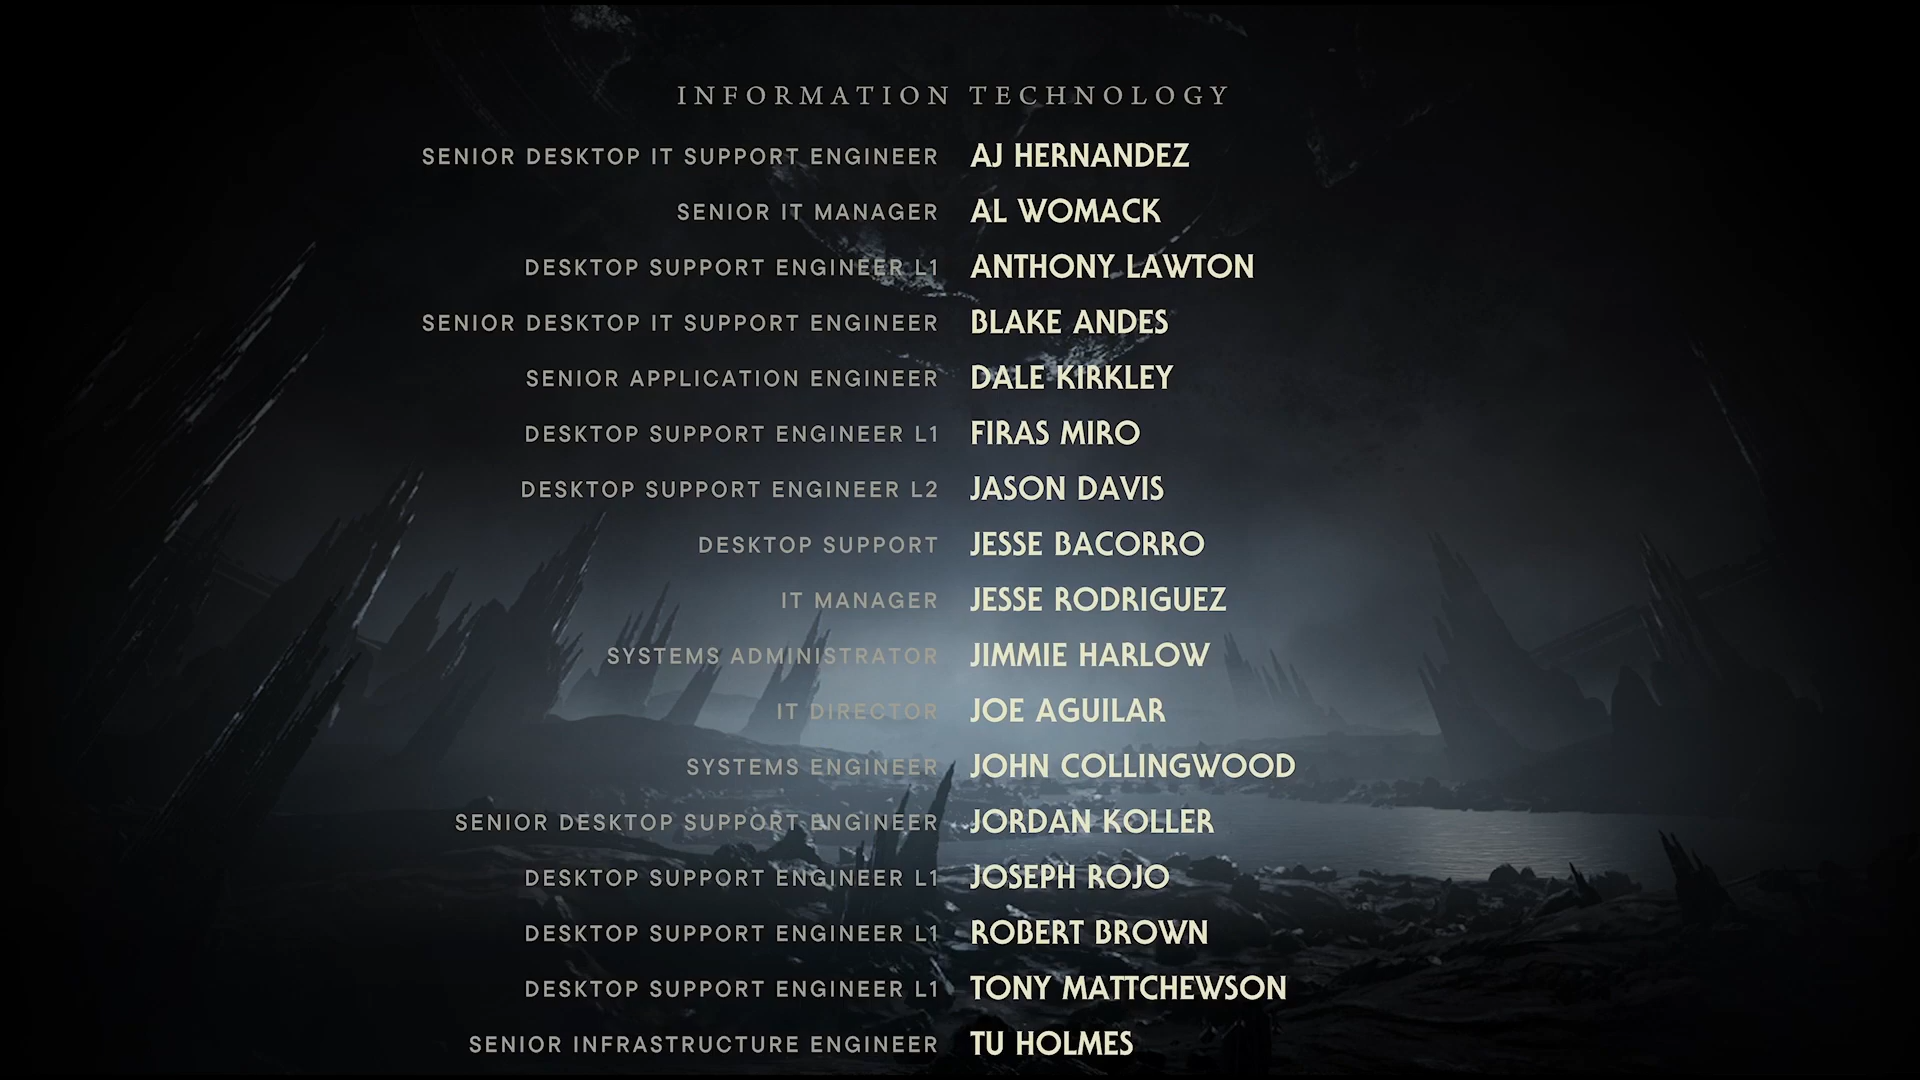 INFORMATION TECHNOLOGY
SENIOR DESKTOP IT SUPPORT ENGINEER AJ HERNANDEZ
SENIOR IT MANAGER AL WOMACK
DESKTOP SUPPORT ENGINEER L1 ANTHONY LAWTON
SENIOR DESKTOP IT SUPPORT ENGINEER BLAKE ANDES
SENIOR APPLICATION ENGINEER DALE KIRKLEY
DESKTOP SUPPORT ENGINEER L1 FIRAS MIRO
DESKTOP SUPPORT ENGINEER L2 JASON DAVIS
DESKTOP SUPPORT JESSE BACORRO
IT MANAGER JESSE RODRIGUEZ
SYSTEMS ADMINISTRATOR JIMMIE HARLOW
IT DIRECTOR JOE AGUILAR
SYSTEMS ENGINEER JOHN COLLINGWOOD
SENIOR DESKTOP SUPPORT ENGINEER JORDAN KOLLER
DESKTOP SUPPORT ENGINEER L1 JOSEPH ROJO
DESKTOP SUPPORT ENGINEER L1 ROBERT BROWN
DESKTOP SUPPORT ENGINEER L1 TONY MATTCHEWSON
SENIOR INFRASTRUCTURE ENGINEER TU HOLMES